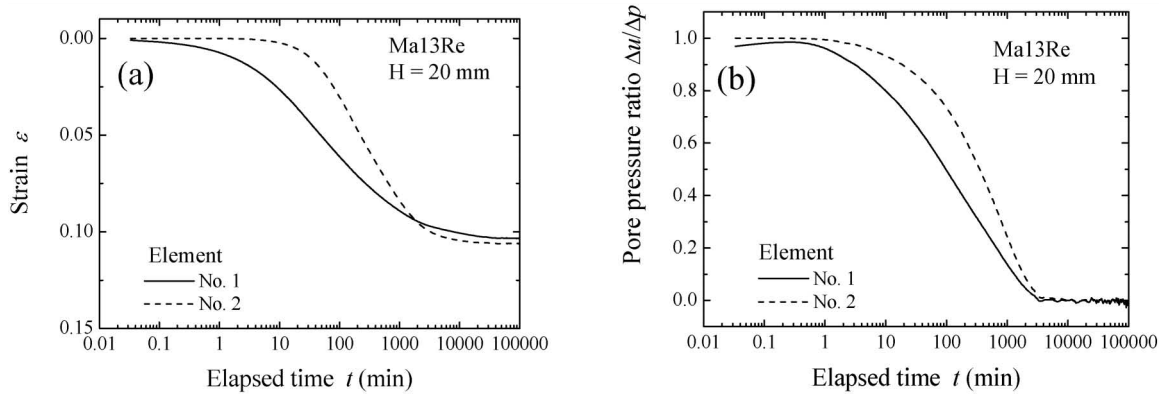 0.00
0.05
0.10
0.15
Strain ε
(a)
Ma13Re
H = 20 mm
Element
No. 1
No. 2
0.01 0.1 1 10 100 1000 10000 100000
Elapsed time t (min)
1.0
0.8
0.6
0.4
0.2
0.0
Pore pressure ratio Δu/Δp
(b)
Ma13Re
H = 20 mm
Element
No. 1
No. 2
0.01 0.1 1 10 100 1000 10000 100000
Elapsed time t (min)